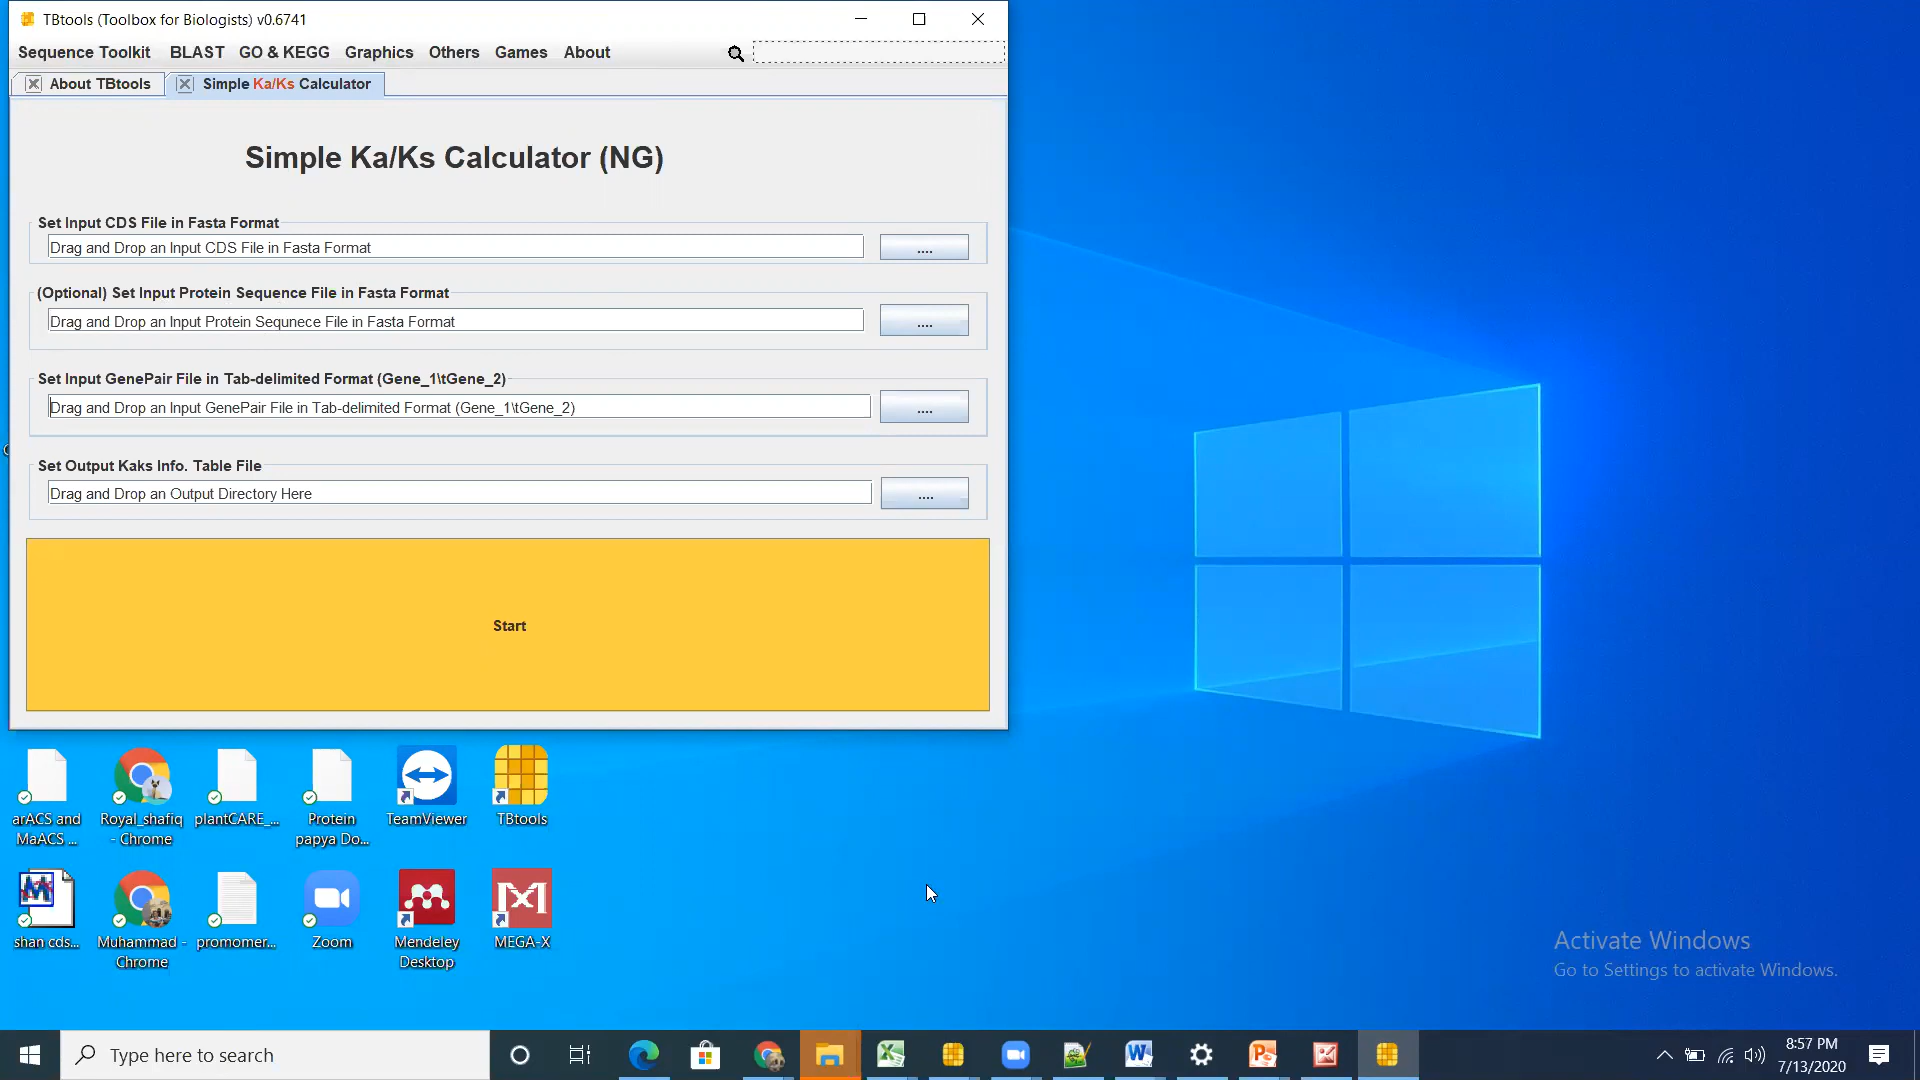 TBtools (Toolbox for Biologists) v0.6741
Sequence Toolkit BLAST GO & KEGG Graphics Others Games About
About TBtools Simple Ka/Ks Calculator
Simple Ka/Ks Calculator (NG)
Set Input CDS File in Fasta Format
Drag and Drop an Input CDS File in Fasta Format ....
(Optional) Set Input Protein Sequence File in Fasta Format
Drag and Drop an Input Protein Sequnece File in Fasta Format ....
Set Input GenePair File in Tab-delimited Format (Gene_1\tGene_2)
Drag and Drop an Input GenePair File in Tab-delimited Format (Gene_1\tGene_2) ....
Set Output Kaks Info. Table File
Drag and Drop an Output Directory Here ....
Start
arACS and MaACS ...
Royal_shafiq - Chrome
plantCARE_...
Protein papya Do...
TeamViewer
TBtools
shan cds...
Muhammad - Chrome
promomer...
Zoom
Mendeley Desktop
MEGA-X
Activate Windows
Go to Settings to activate Windows.
Type here to search
8:57 PM
7/13/2020